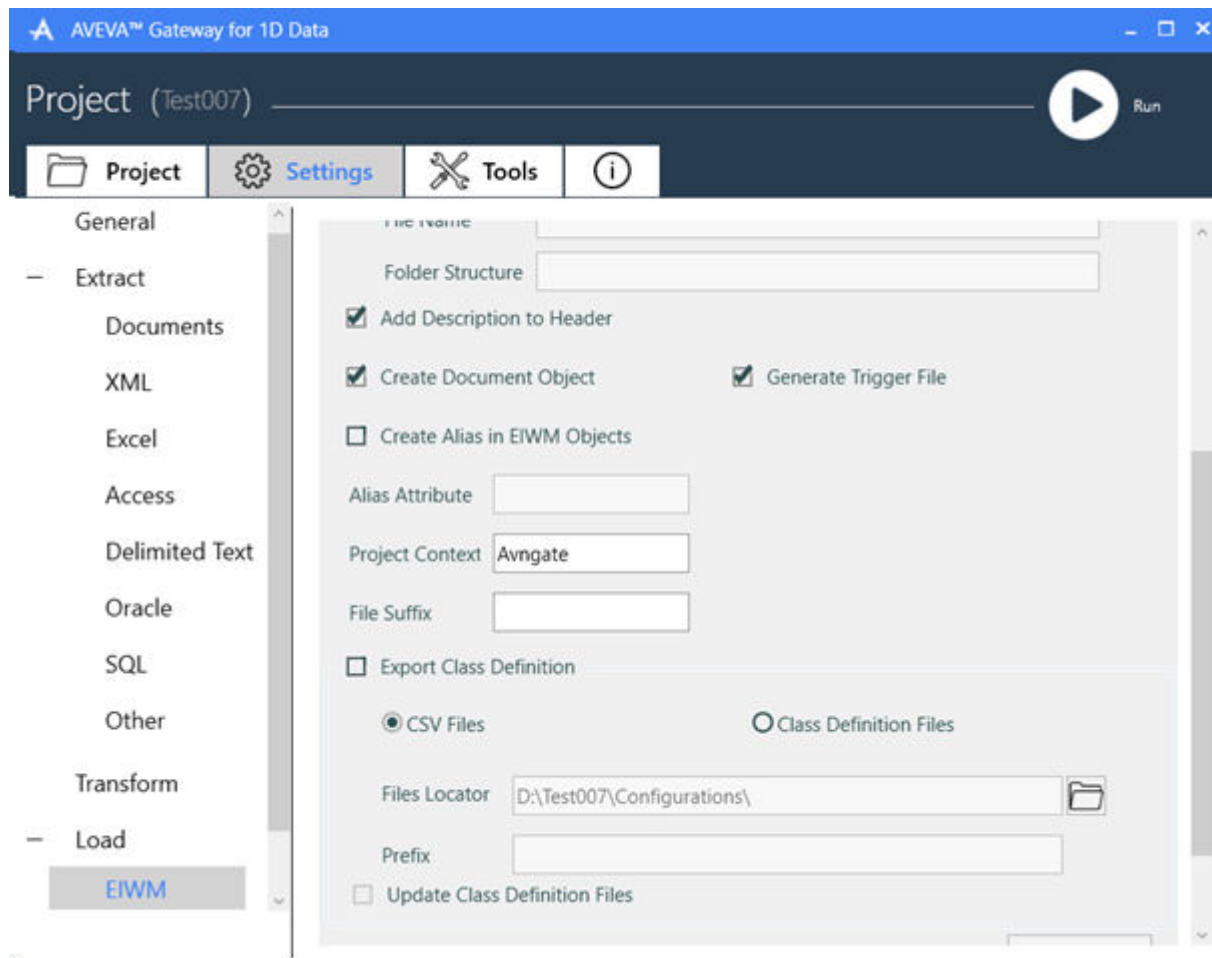 AVEVA™ Gateway for 1D Data
Project (Test007)
Run
Project
Settings
Tools
General
Extract
Documents
XML
Excel
Access
Delimited Text
Oracle
SQL
Other
Transform
Load
EIWM
File Name
Folder Structure
Add Description to Header
Create Document Object
Generate Trigger File
Create Alias in EIWM Objects
Alias Attribute
Project Context Avngate
File Suffix
Export Class Definition
CSV Files
Class Definition Files
Files Locator D:\Test007\Configurations\
Prefix
Update Class Definition Files